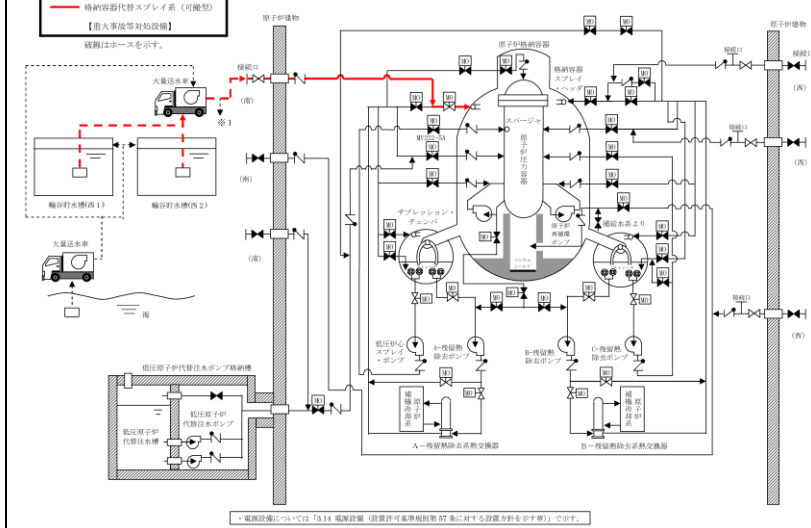 格納容器代替スプレイ系（可搬型）
【重大事故等対処設備】
破線はホースを示す。
原子炉建物
原子炉建物
大量送水車
接続口
(南)
※1
輪谷貯水槽(西1)
輪谷貯水槽(西2)
(南)
(南)
大量送水車
海
低圧原子炉代替注水ポンプ格納槽
低圧原子炉
代替注水ポンプ
低圧原子炉
代替注水槽
原子炉格納容器
格納容器
スプレイ
・ヘッダ
スパージャ
原子炉圧力容器
MV222-5A
サプレッション・
チェンバ
原子炉
再循環
ポンプ
補給水系より
コリウム
シールド
低圧炉心
スプレイ
・ポンプ
A-残留熱
除去ポンプ
B-残留熱
除去ポンプ
C-残留熱
除去ポンプ
原子炉
補機冷却系
原子炉
補機冷却系
A-残留熱除去系熱交換器
B-残留熱除去系熱交換器
接続口
(西)
接続口
(西)
接続口
(西)
MO
・電源設備については「3.14 電源設備（設置許可基準規則第57条に対する設置方針を示す章）」で示す。